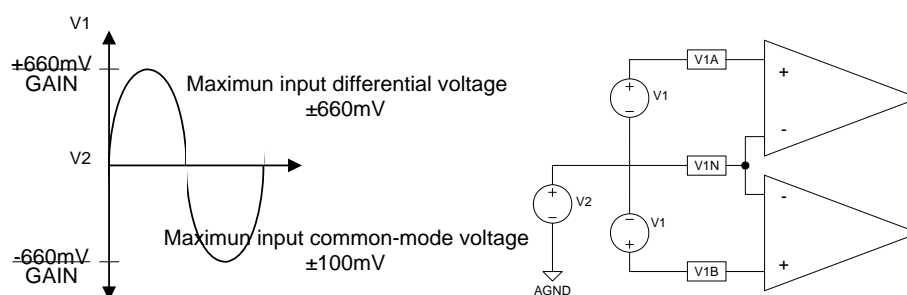 V1
±660mV
GAIN
Maximun input differential voltage
±660mV
V2
Maximun input common-mode voltage
±100mV
-660mV
GAIN
V1A
+
-
V1
+
−
V1N
V2
+
−
V1
−
+
-
+
V1B
AGND